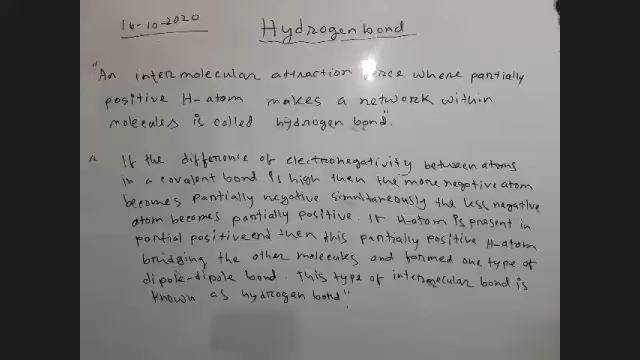 16-10-2020
Hydrogen bond
"An intermolecular attraction force where partially
positive H-atom makes a network within
molecules is called hydrogen bond".
a If the difference of electronegativity between atoms
in a covalent bond is high then the more negative atom
becomes partially negative simultaneously the less negative
atom becomes partially positive. If H-atom is present in
partial positive end then this partially positive H-atom
bridging the other molecules and formed one type of
dipole-dipole bond. This type of intermolecular bond is
known as hydrogen bond"